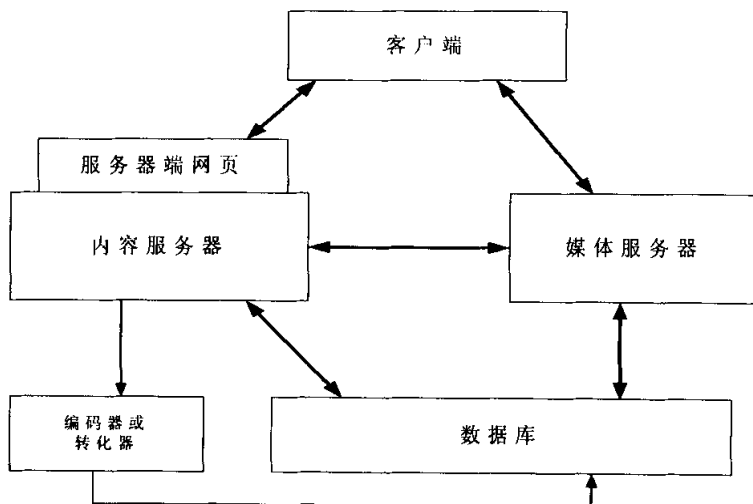 客户端
服务器端网页
内容服务器
媒体服务器
编码器或
转化器
数据库